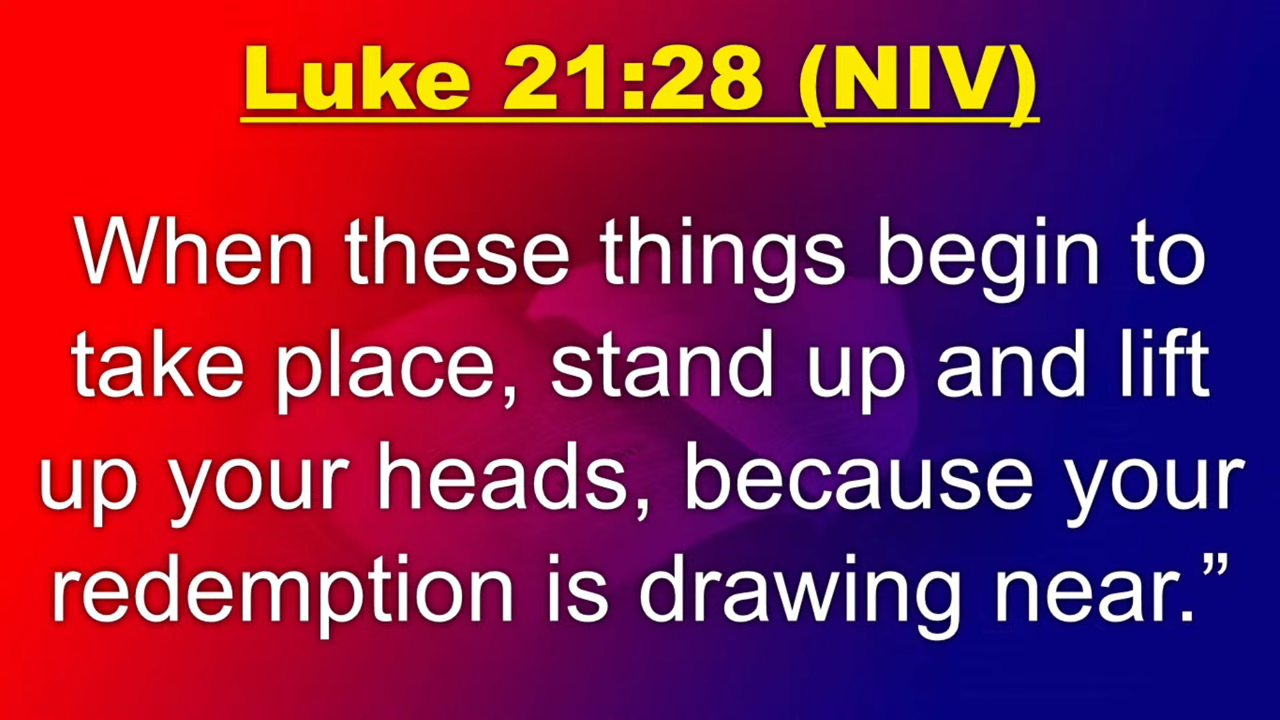 Luke 21:28 (NIV)
When these things begin to
take place, stand up and lift
up your heads, because your
redemption is drawing near.”